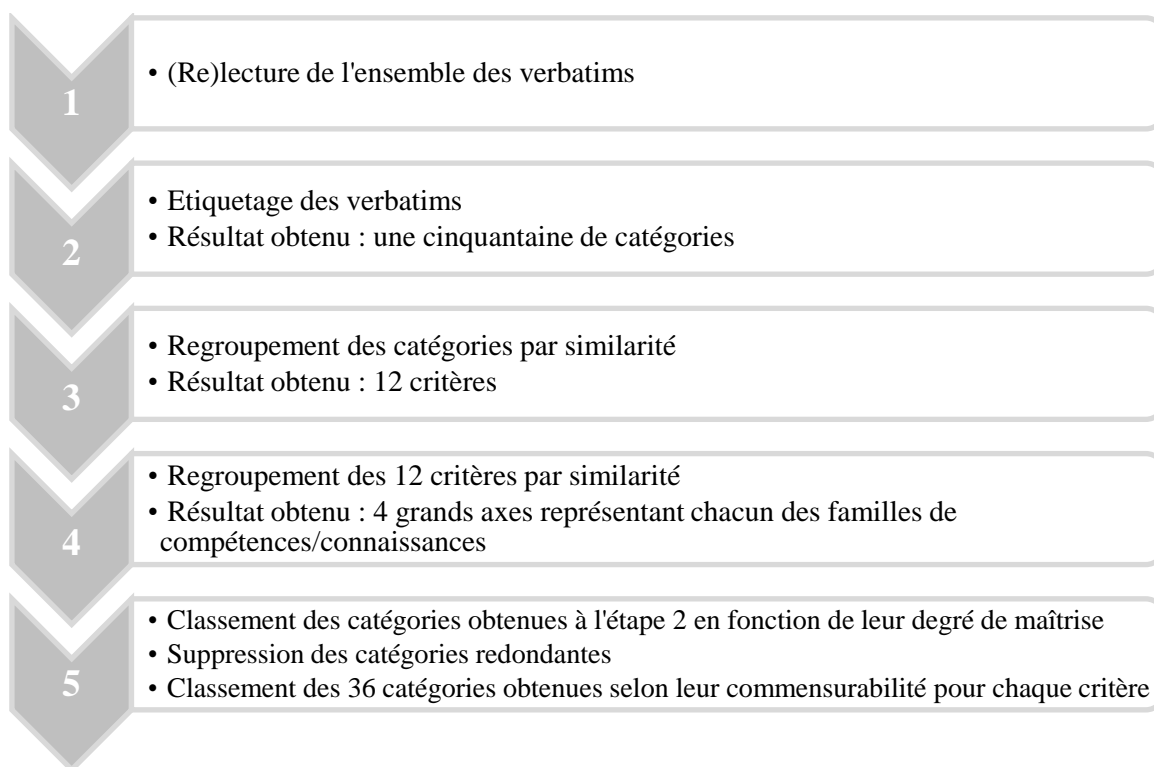 1
• (Re)lecture de l'ensemble des verbatims
2
• Etiquetage des verbatims
• Résultat obtenu : une cinquantaine de catégories
3
• Regroupement des catégories par similarité
• Résultat obtenu : 12 critères
4
• Regroupement des 12 critères par similarité
• Résultat obtenu : 4 grands axes représentant chacun des familles de
compétences/connaissances
5
• Classement des catégories obtenues à l'étape 2 en fonction de leur degré de maîtrise
• Suppression des catégories redondantes
• Classement des 36 catégories obtenues selon leur commensurabilité pour chaque critère